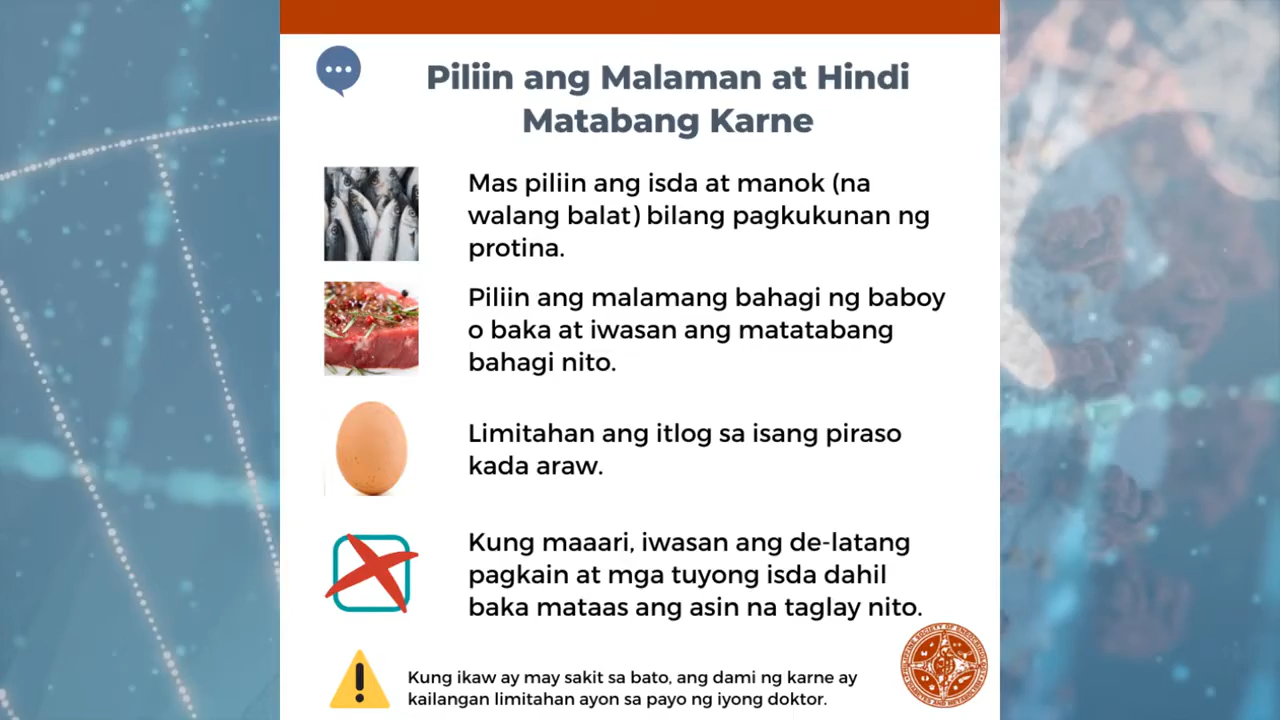 Piliin ang Malaman at Hindi
Matabang Karne
Mas piliin ang isda at manok (na
walang balat) bilang pagkukunan ng
protina.
Piliin ang malamang bahagi ng baboy
o baka at iwasan ang matatabang
bahagi nito.
Limitahan ang itlog sa isang piraso
kada araw.
Kung maaari, iwasan ang de-latang
pagkain at mga tuyong isda dahil
baka mataas ang asin na taglay nito.
Kung ikaw ay may sakit sa bato, ang dami ng karne ay
kailangan limitahan ayon sa payo ng iyong doktor.